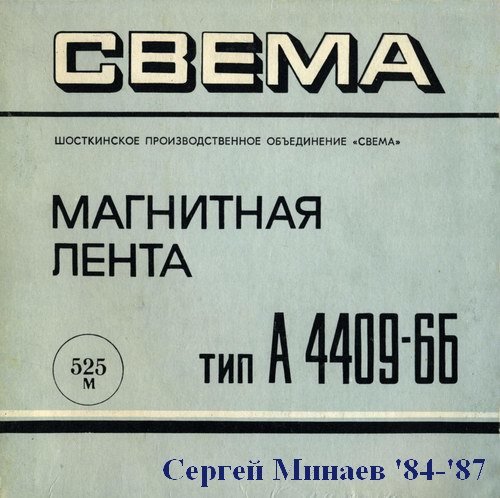 СВЕМА
ШОСТКИНСКОЕ ПРОИЗВОДСТВЕННОЕ ОБЪЕДИНЕНИЕ «СВЕМА»
МАГНИТНАЯ
ЛЕНТА
525
М
тип А 4409-6Б
Сергей Минаев '84-'87